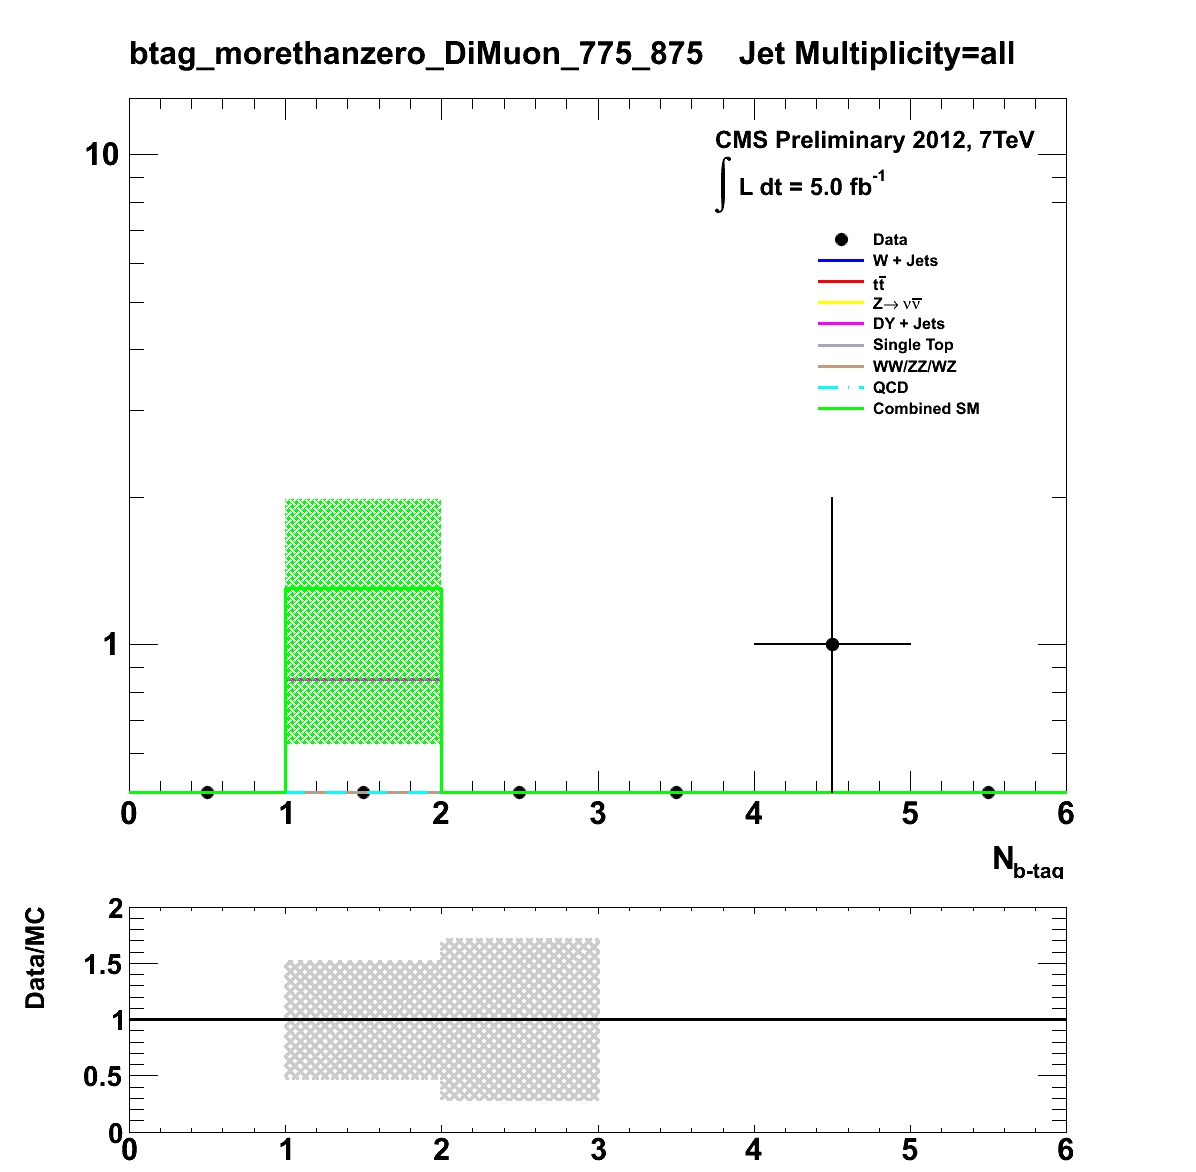 btag_morethanzero_DiMuon_775_875 Jet Multiplicity=all
CMS Preliminary 2012, 7TeV
∫ L dt = 5.0 fb⁻¹
Data
W + Jets
tt̅
Z→ νν̅
DY + Jets
Single Top
WW/ZZ/WZ
QCD
Combined SM
10
1
0 1 2 3 4 5 6
N_b-tag
Data/MC
2
1.5
1
0.5
0
0 1 2 3 4 5 6